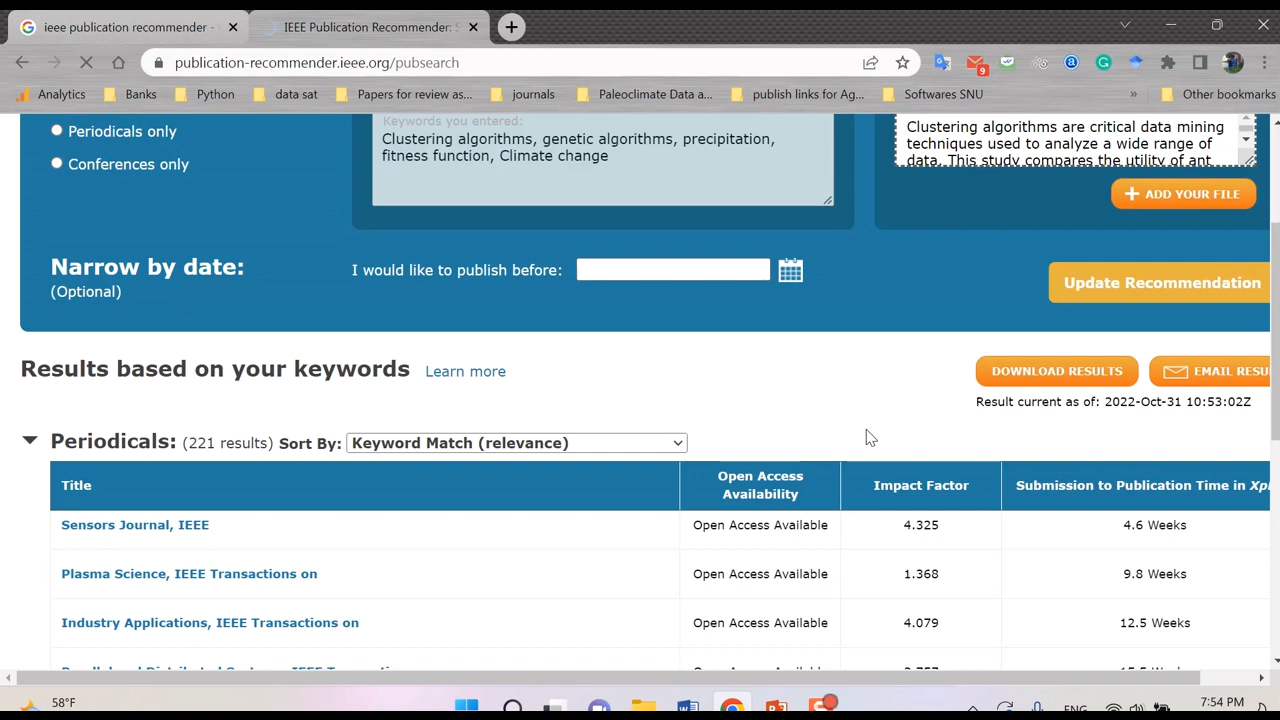 ieee publication recommender -
IEEE Publication Recommender: S
publication-recommender.ieee.org/pubsearch
9
Analytics
Banks
Python
data sat
Papers for review as...
journals
Paleoclimate Data a...
publish links for Ag...
Softwares SNU
»
Other bookmarks
Periodicals only
Conferences only
Keywords you entered:
Clustering algorithms, genetic algorithms, precipitation,
fitness function, Climate change
Clustering algorithms are critical data mining
techniques used to analyze a wide range of
data. This study compares the utility of ant
+ ADD YOUR FILE
Narrow by date:
(Optional)
I would like to publish before:
Update Recommendation
Results based on your keywords
Learn more
DOWNLOAD RESULTS
EMAIL RESU
Result current as of: 2022-Oct-31 10:53:02Z
Periodicals: (221 results) Sort By: Keyword Match (relevance)
Title
Open Access
Availability
Impact Factor
Submission to Publication Time in Xpl
Sensors Journal, IEEE
Open Access Available
4.325
4.6 Weeks
Plasma Science, IEEE Transactions on
Open Access Available
1.368
9.8 Weeks
Industry Applications, IEEE Transactions on
Open Access Available
4.079
12.5 Weeks
58°F
ENG
7:54 PM